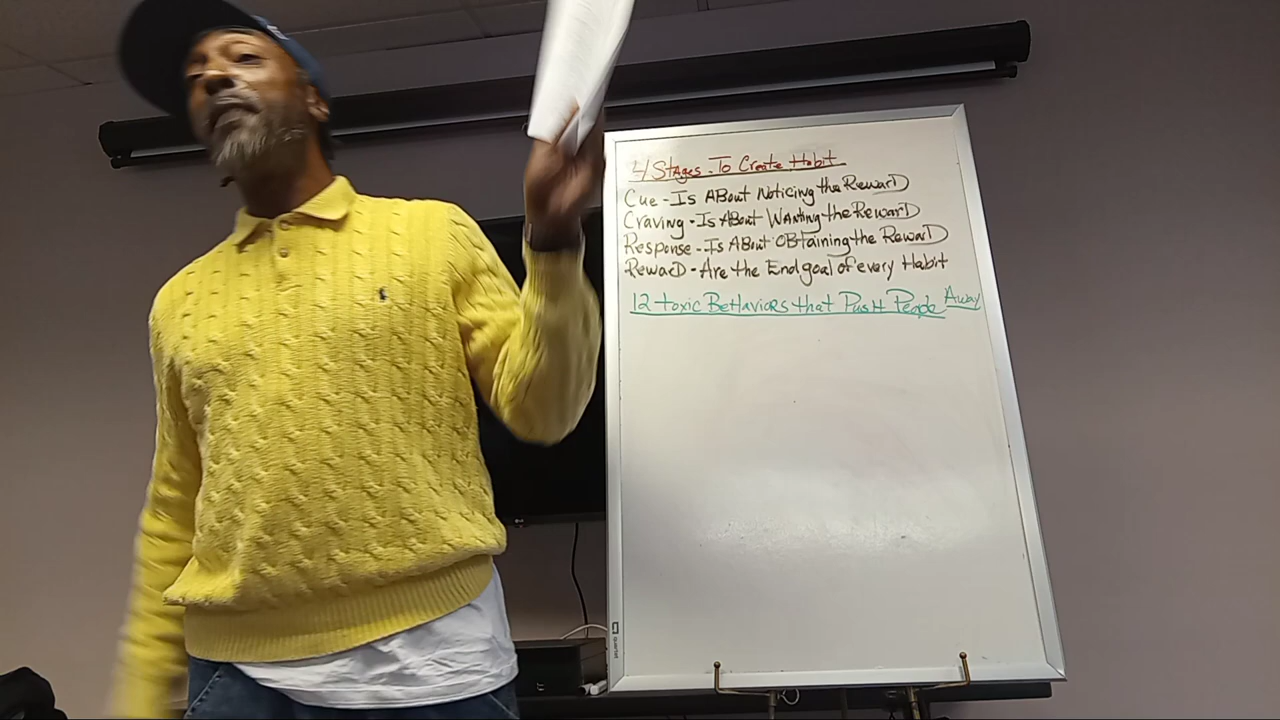 4 Stages - To Create Habit
Cue - Is ABout Noticing the RewarD
Craving - Is ABout Wanting the RewarD
Response - Is ABout OBtaining the RewarD
RewarD - Are the End goal of every Habit
12 toxic BeHaviors that PusH People Away